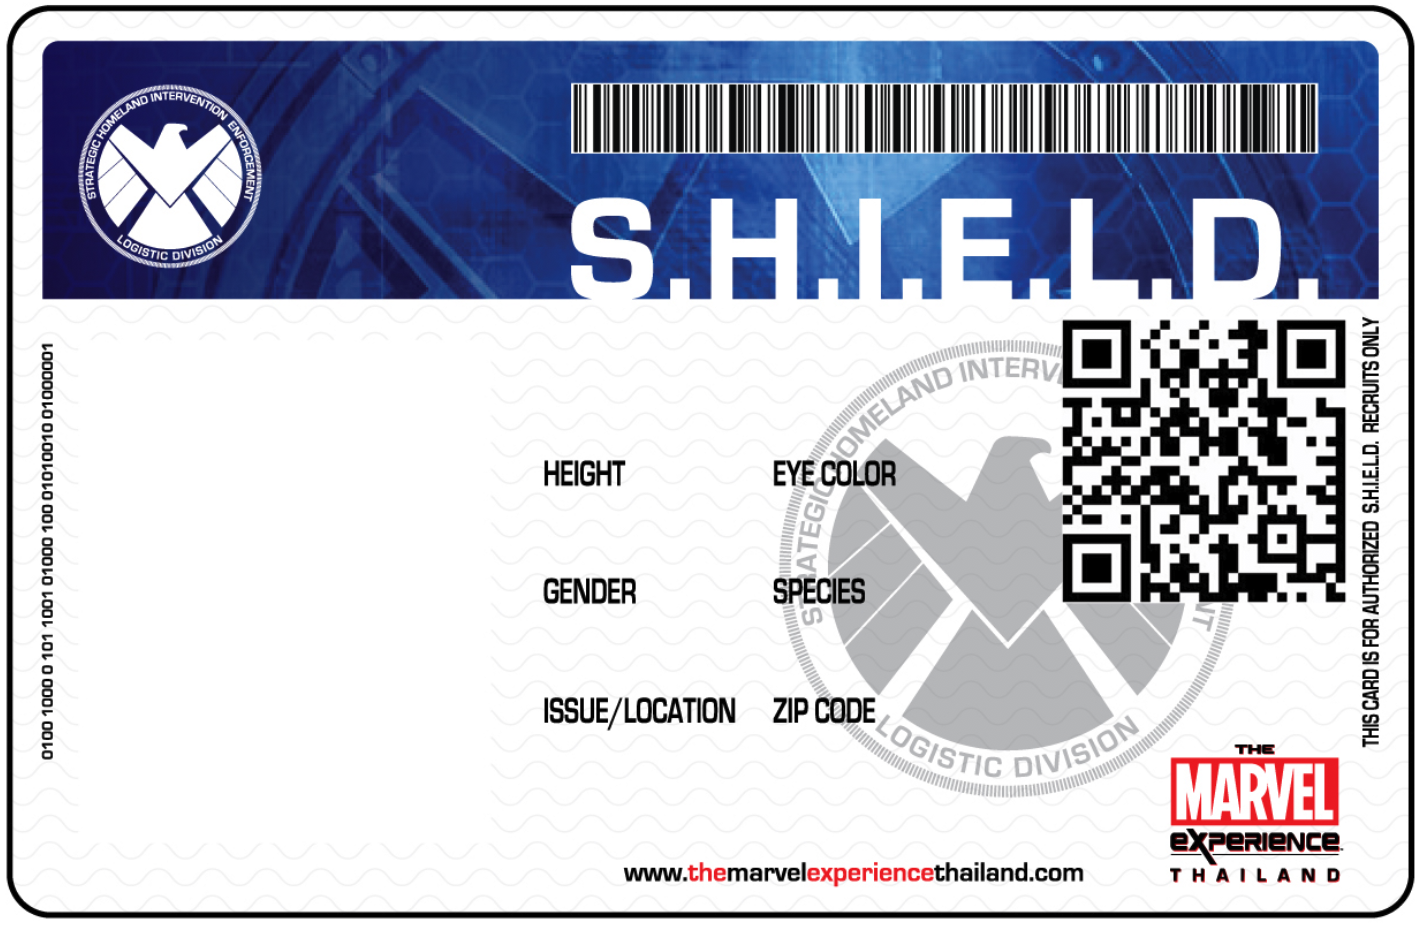 STRATEGIC HOMELAND INTERVENTION ENFORCEMENT
LOGISTIC DIVISION
S.H.I.E.L.D.
0100 1000 0 101 1001 01000 100 01010010 01000001
HEIGHT
EYE COLOR
GENDER
SPECIES
ISSUE/LOCATION
ZIP CODE
STRATEGIC HOMELAND INTERV
NT
LOGISTIC DIVISION
THIS CARD IS FOR AUTHORIZED S.H.I.E.L.D. RECRUITS ONLY
THE
MARVEL
eXPERIENCE
THAILAND
www.themarvelexperiencethailand.com